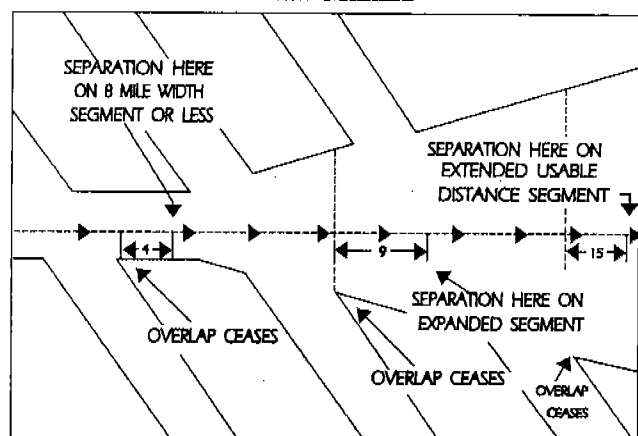 SEPARATION HERE
ON 8 MILE WIDTH
SEGMENT OR LESS
SEPARATION HERE ON
EXTENDED USABLE
DISTANCE SEGMENT
4
9
15
OVERLAP CEASES
SEPARATION HERE ON
EXPANDED SEGMENT
OVERLAP CEASES
OVERLAP
CEASES